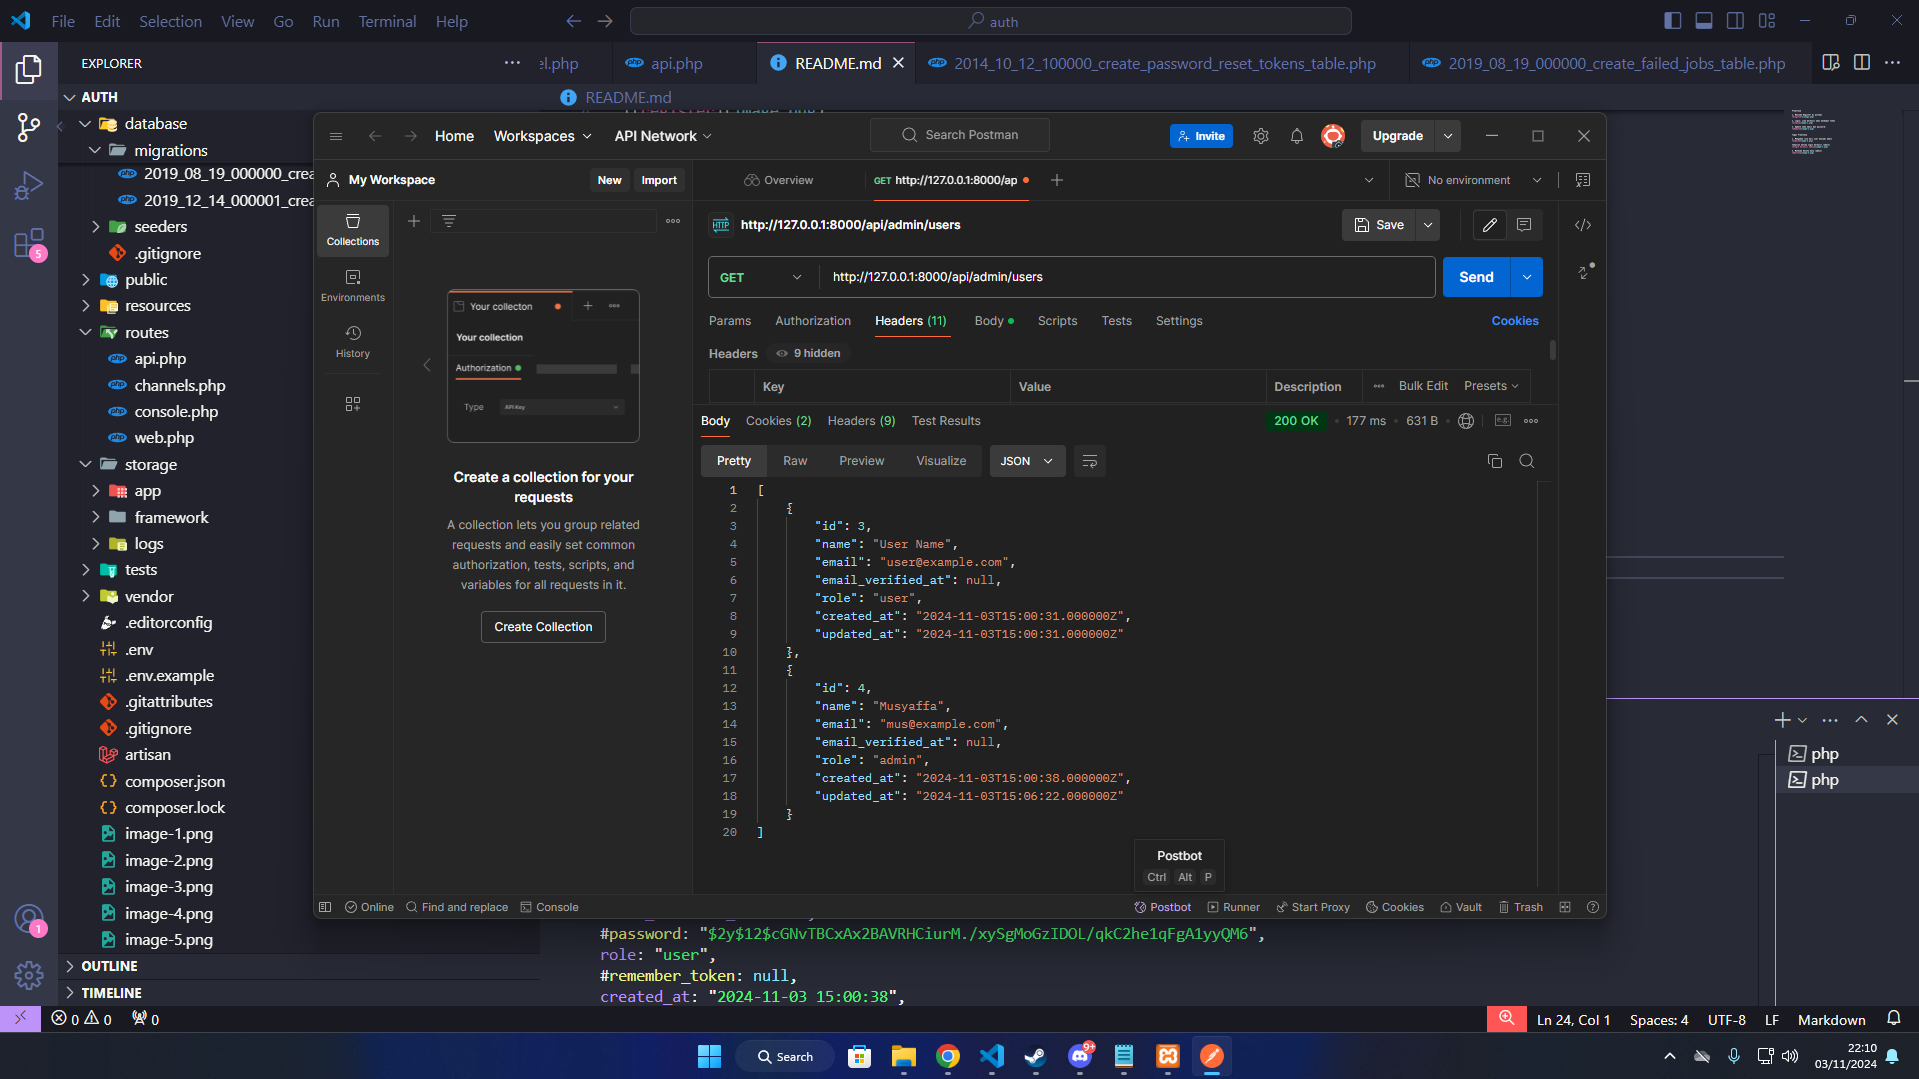 File Edit Selection View Go Run Terminal Help
auth
EXPLORER
el.php
api.php
README.md
2014_10_12_100000_create_password_reset_tokens_table.php
2019_08_19_000000_create_failed_jobs_table.php
AUTH
README.md
database
migrations
2019_08_19_000000_crea
2019_12_14_000001_crea
seeders
.gitignore
public
resources
routes
api.php
channels.php
console.php
web.php
storage
app
framework
logs
tests
vendor
.editorconfig
.env
.env.example
.gitattributes
.gitignore
artisan
composer.json
composer.lock
image-1.png
image-2.png
image-3.png
image-4.png
image-5.png
OUTLINE
TIMELINE
5
1
Home Workspaces API Network
Search Postman
Invite
Upgrade
My Workspace
New Import
Overview
GET http://127.0.0.1:8000/ap
No environment
Collections
Environments
History
Your collecton
Your collection
Authorization
Type API Key
Create a collection for your
requests
A collection lets you group related
requests and easily set common
authorization, tests, scripts, and
variables for all requests in it.
Create Collection
HTTP http://127.0.0.1:8000/api/admin/users
Save
GET http://127.0.0.1:8000/api/admin/users
Send
Params Authorization Headers (11) Body Scripts Tests Settings Cookies
Headers 9 hidden
Key Value Description Bulk Edit Presets
Body Cookies (2) Headers (9) Test Results
200 OK 177 ms 631 B
Pretty Raw Preview Visualize JSON
1 [
2 {
3 "id": 3,
4 "name": "User Name",
5 "email": "user@example.com",
6 "email_verified_at": null,
7 "role": "user",
8 "created_at": "2024-11-03T15:00:31.000000Z",
9 "updated_at": "2024-11-03T15:00:31.000000Z"
10 },
11 {
12 "id": 4,
13 "name": "Musyaffa",
14 "email": "mus@example.com",
15 "email_verified_at": null,
16 "role": "admin",
17 "created_at": "2024-11-03T15:00:38.000000Z",
18 "updated_at": "2024-11-03T15:06:22.000000Z"
19 }
20 ]
Postbot
Ctrl Alt P
Online Find and replace Console
Postbot Runner Start Proxy Cookies Vault Trash
php
php
#password: "$2y$12$cGNvTBCxAx2BAVRHCiurM./xySgMoGzIDOL/qkC2he1qFgA1yyQM6",
role: "user",
#remember_token: null,
created_at: "2024-11-03 15:00:38",
0 0 0
Ln 24, Col 1 Spaces: 4 UTF-8 LF Markdown
Search
9+
22:10
03/11/2024